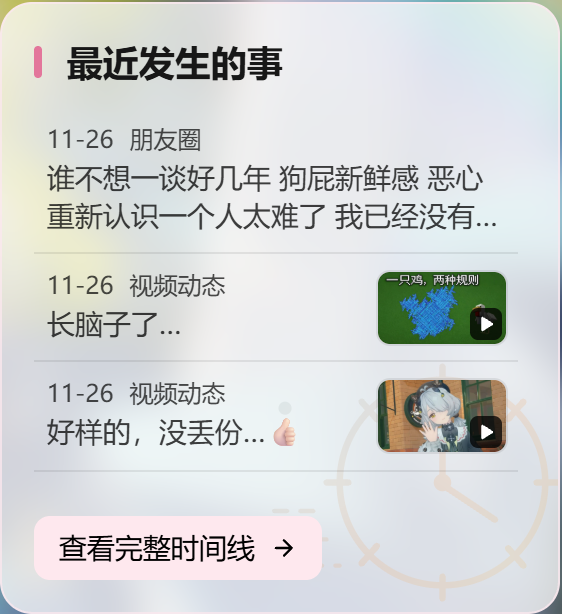 最近发生的事
11-26 朋友圈
谁不想一谈好几年 狗屁新鲜感 恶心
重新认识一个人太难了 我已经没有...
11-26 视频动态
长脑子了...
一只鸡，两种规则
11-26 视频动态
好样的，没丢份...👍
查看完整时间线 →